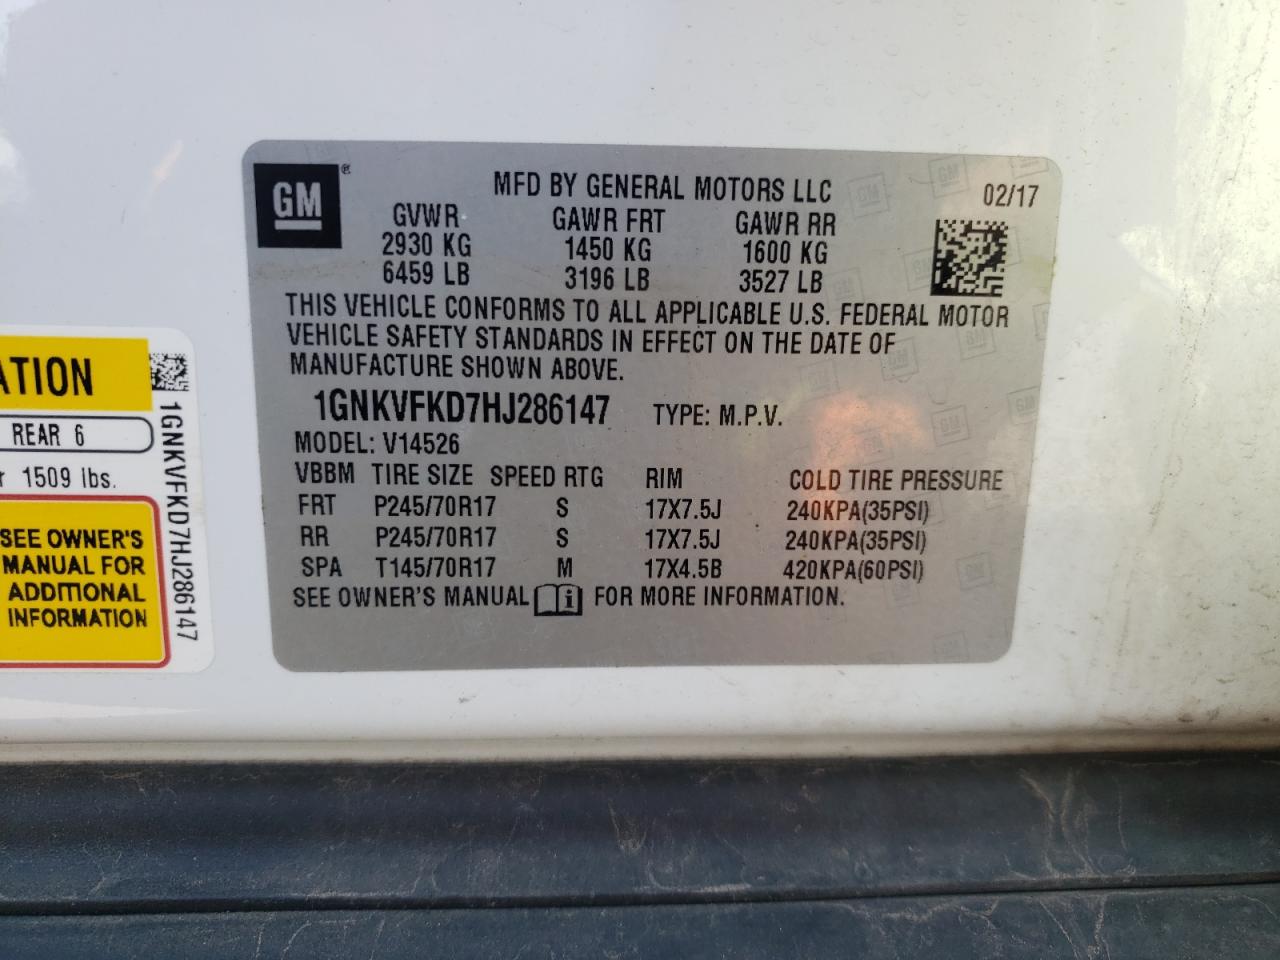 GM®
MFD BY GENERAL MOTORS LLC 02/17
GVWR GAWR FRT GAWR RR
2930 KG 1450 KG 1600 KG
6459 LB 3196 LB 3527 LB
THIS VEHICLE CONFORMS TO ALL APPLICABLE U.S. FEDERAL MOTOR
VEHICLE SAFETY STANDARDS IN EFFECT ON THE DATE OF
MANUFACTURE SHOWN ABOVE.
1GNKVFKD7HJ286147 TYPE: M.P.V.
MODEL: V14526
VBBM TIRE SIZE SPEED RTG RIM COLD TIRE PRESSURE
FRT P245/70R17 S 17X7.5J 240KPA(35PSI)
RR P245/70R17 S 17X7.5J 240KPA(35PSI)
SPA T145/70R17 M 17X4.5B 420KPA(60PSI)
SEE OWNER'S MANUAL i FOR MORE INFORMATION.
ATION
REAR 6
r 1509 lbs.
SEE OWNER'S
MANUAL FOR
ADDITIONAL
INFORMATION
1GNKVFKD7HJ286147